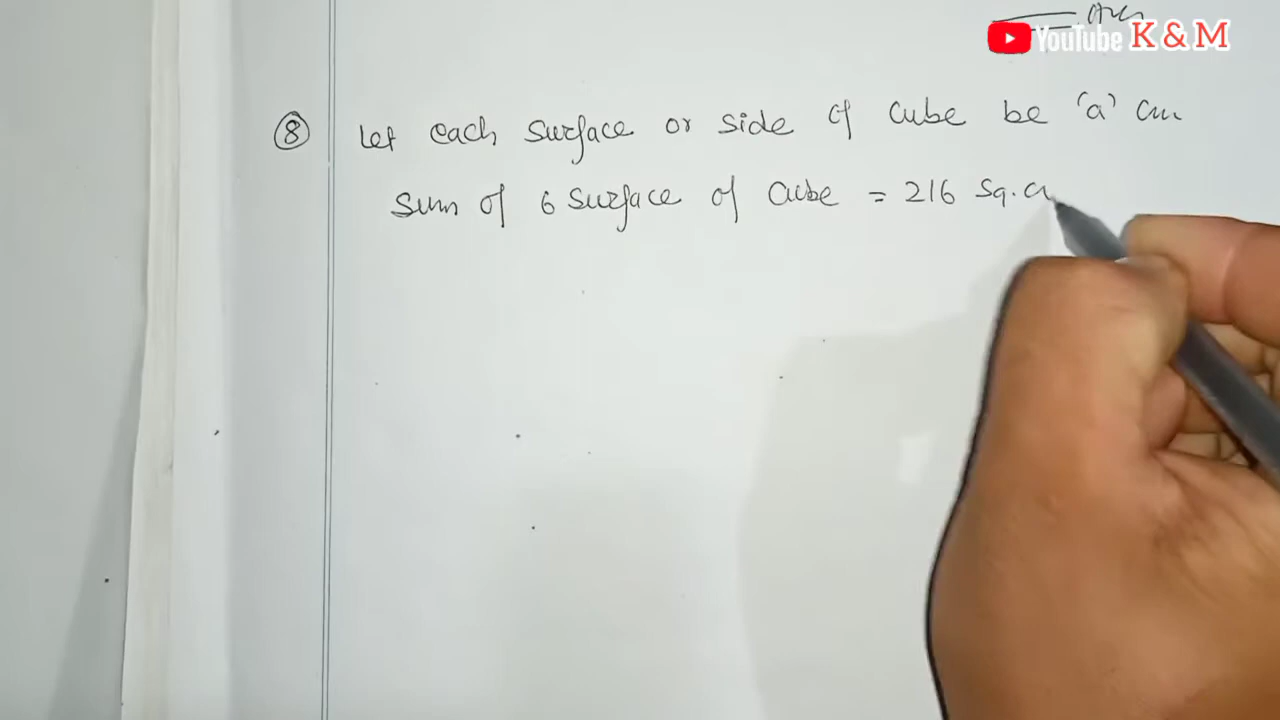 YouTube K & M
⑧ Let each surface or side of cube be 'a' cm
Sum of 6 surface of cube = 216 Sq.c